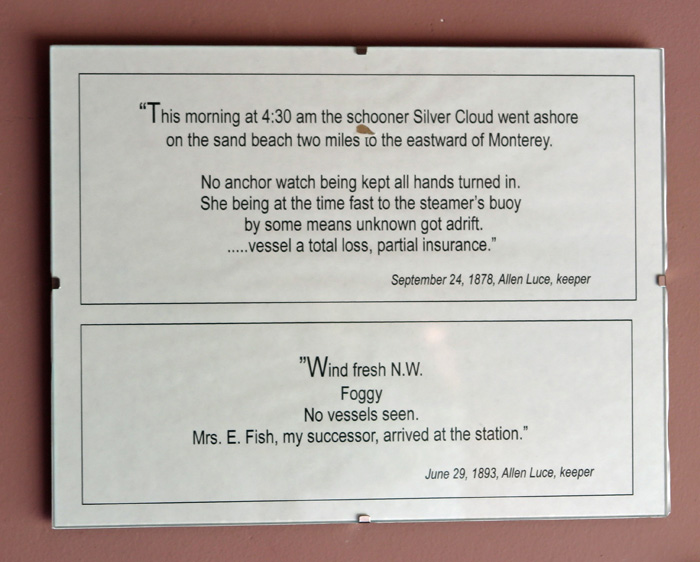 “This morning at 4:30 am the schooner Silver Cloud went ashore
on the sand beach two miles to the eastward of Monterey.
No anchor watch being kept all hands turned in.
She being at the time fast to the steamer's buoy
by some means unknown got adrift.
.....vessel a total loss, partial insurance.”
September 24, 1878, Allen Luce, keeper
”Wind fresh N.W.
Foggy
No vessels seen.
Mrs. E. Fish, my successor, arrived at the station.”
June 29, 1893, Allen Luce, keeper